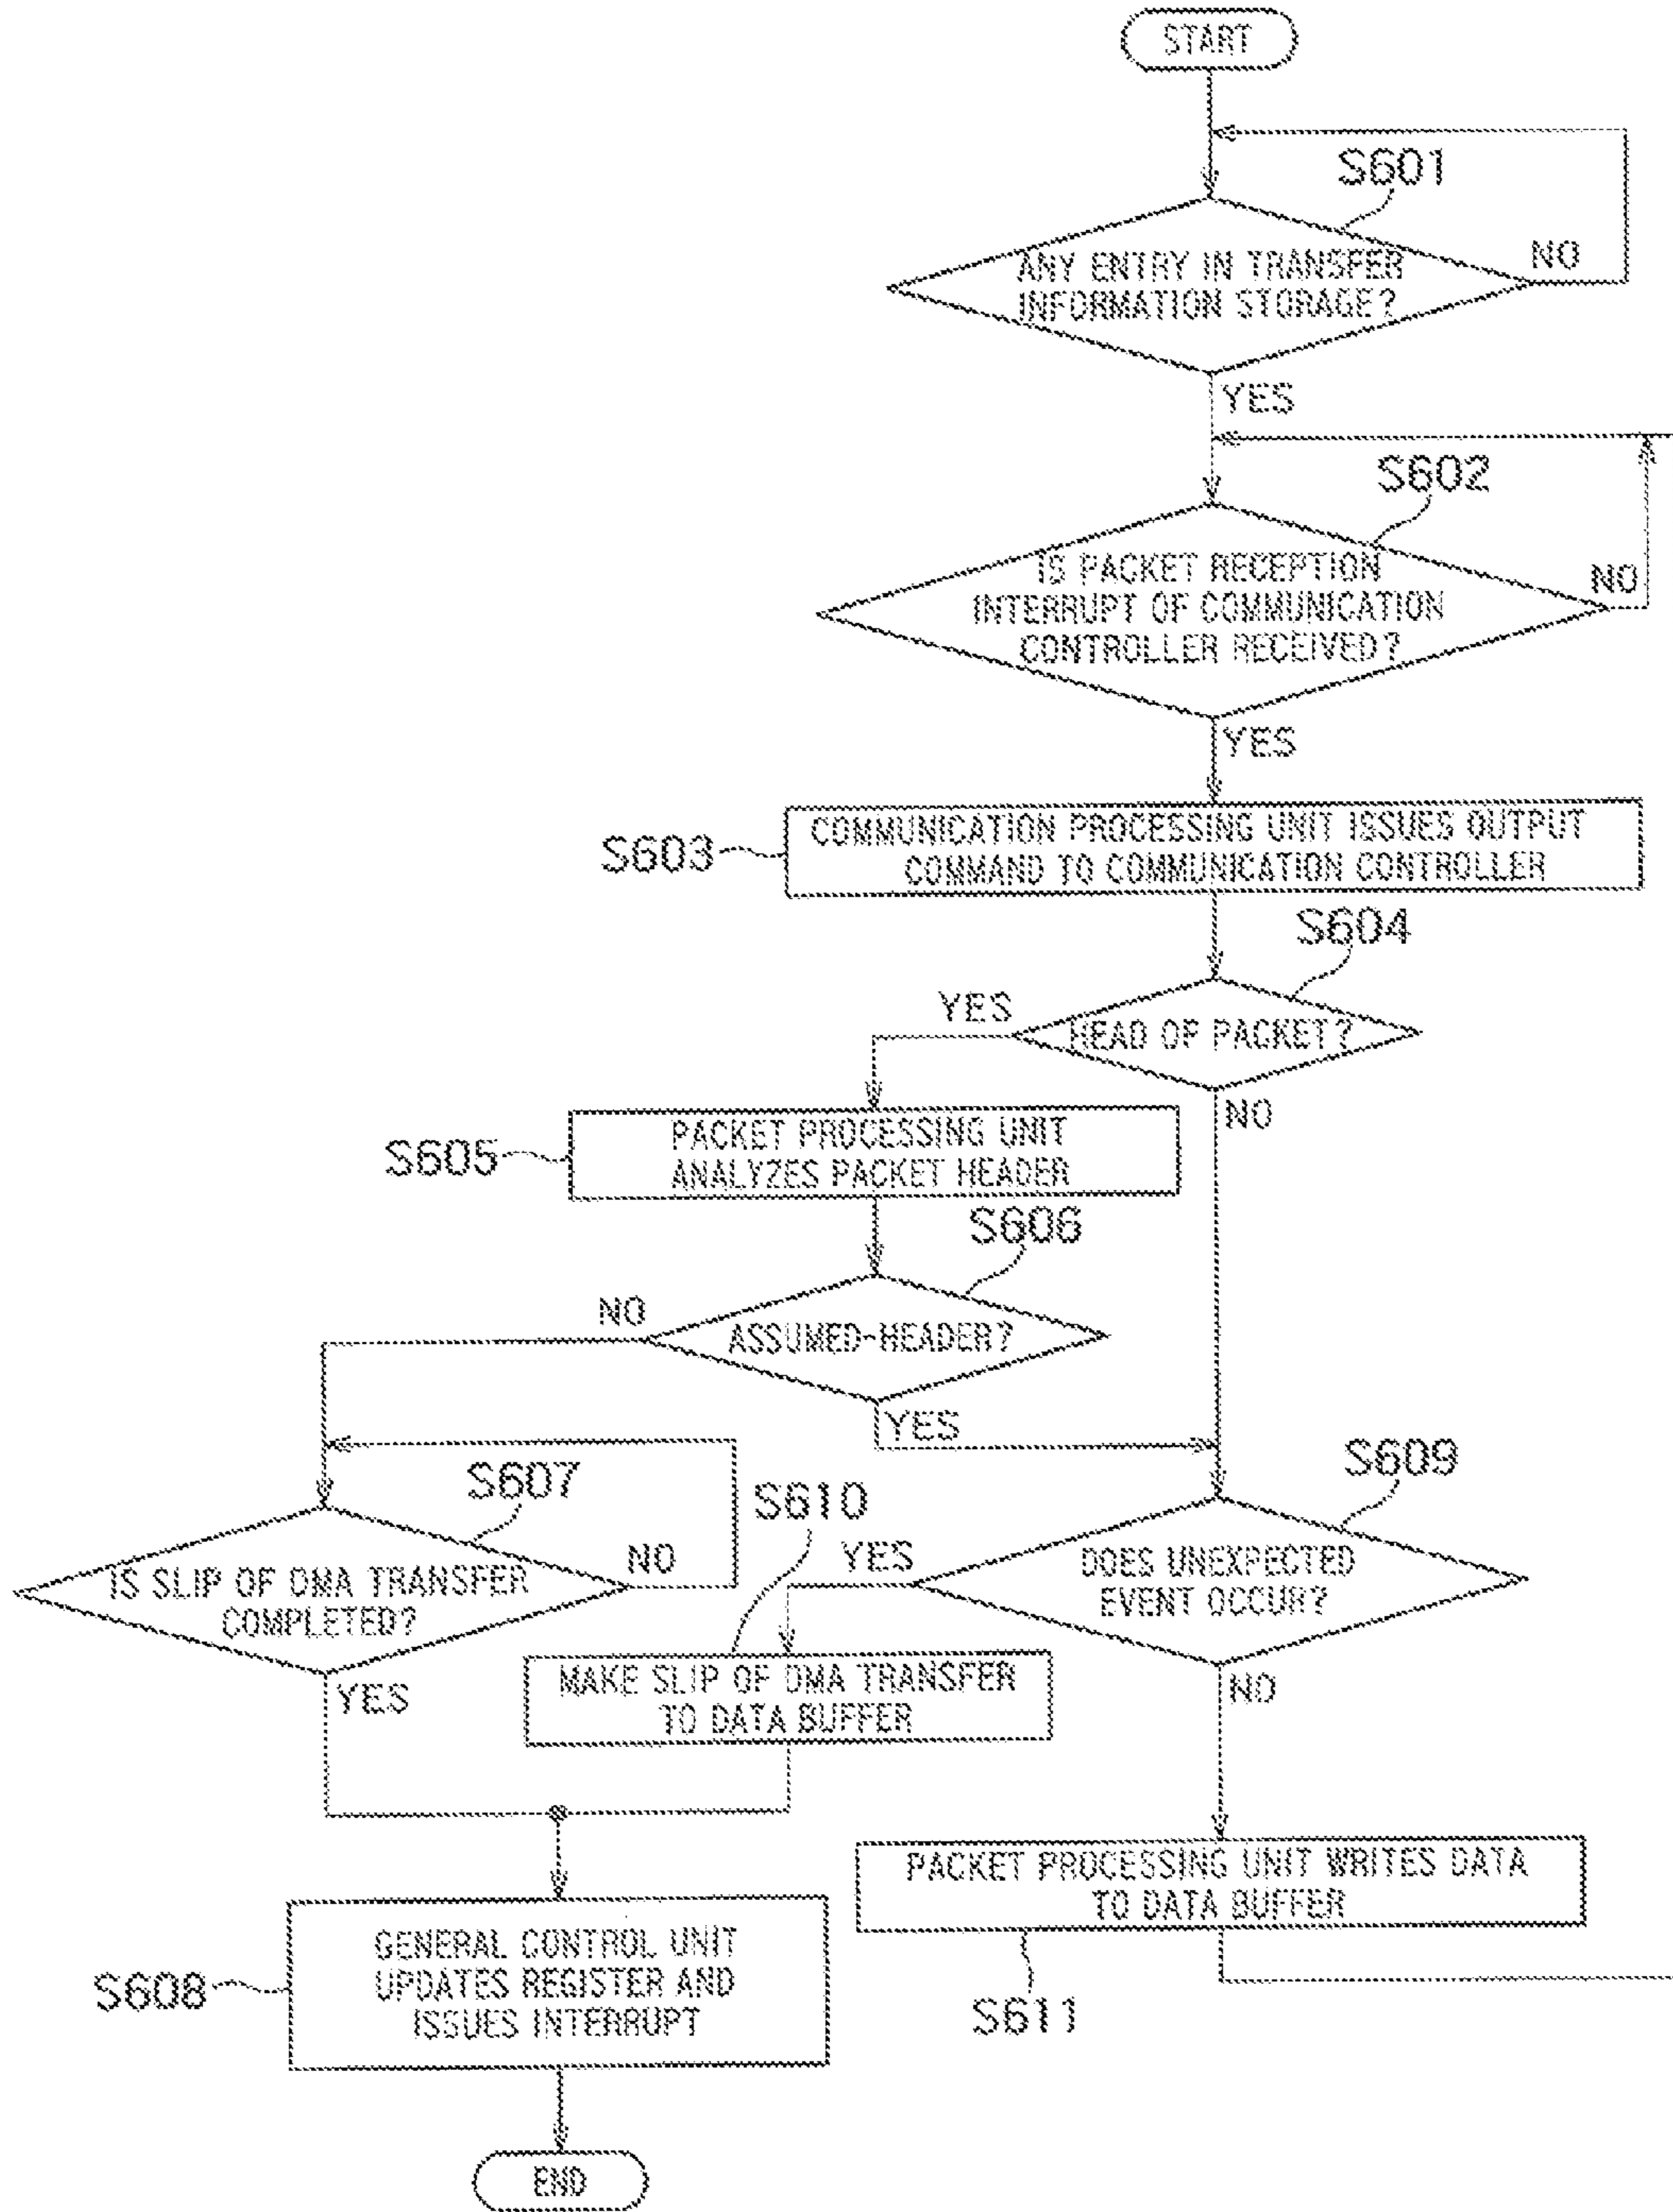 START
S601
ANY ENTRY IN TRANSFER
INFORMATION STORAGE?
NO
YES
S602
IS PACKET RECEPTION
INTERRUPT OF COMMUNICATION
CONTROLLER RECEIVED?
NO
YES
S603
COMMUNICATION PROCESSING UNIT ISSUES OUTPUT
COMMAND TO COMMUNICATION CONTROLLER
S604
YES
HEAD OF PACKET?
NO
S605
PACKET PROCESSING UNIT
ANALYZES PACKET HEADER
S606
NO
ASSUMED-HEADER?
YES
S607
IS SLIP OF DMA TRANSFER
COMPLETED?
NO
YES
S609
DOES UNEXPECTED
EVENT OCCUR?
YES
NO
S610
MAKE SLIP OF DMA TRANSFER
TO DATA BUFFER
PACKET PROCESSING UNIT WRITES DATA
TO DATA BUFFER
S611
S608
GENERAL CONTROL UNIT
UPDATES REGISTER AND
ISSUES INTERRUPT
END